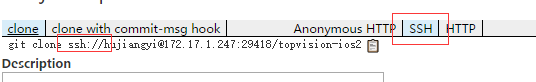 clone clone with commit-msg hook Anonymous HTTP SSH HTTP
git clone ssh://hujiangyi@172.17.1.247:29418/topvision-ios2
Description